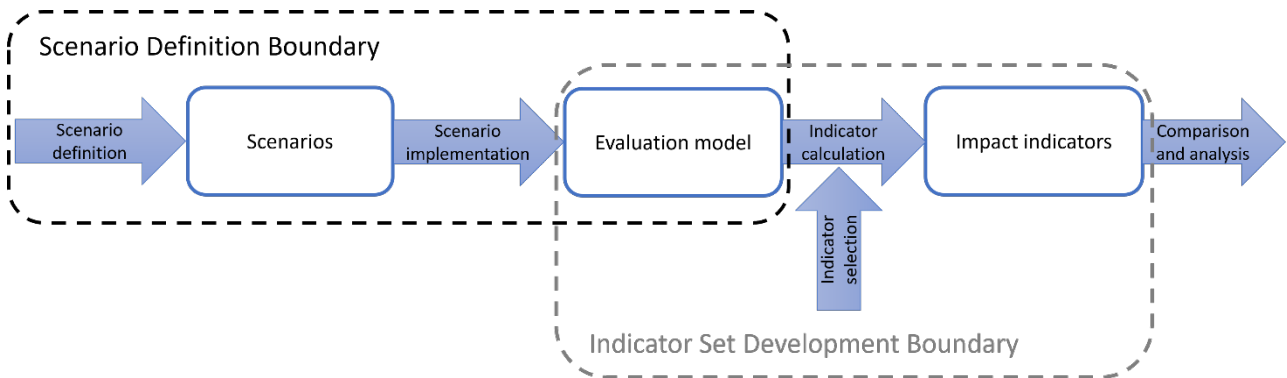 Scenario Definition Boundary
Scenario
definition
Scenarios
Scenario
implementation
Evaluation model
Indicator
calculation
Impact indicators
Comparison
and analysis
Indicator
selection
Indicator Set Development Boundary